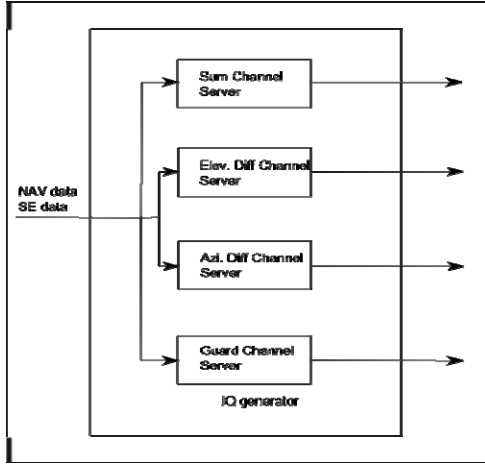 Sum Channel
Server
Elev. Diff Channel
Server
NAV data
SE data
Azi. Diff Channel
Server
Guard Channel
Server
IQ generator